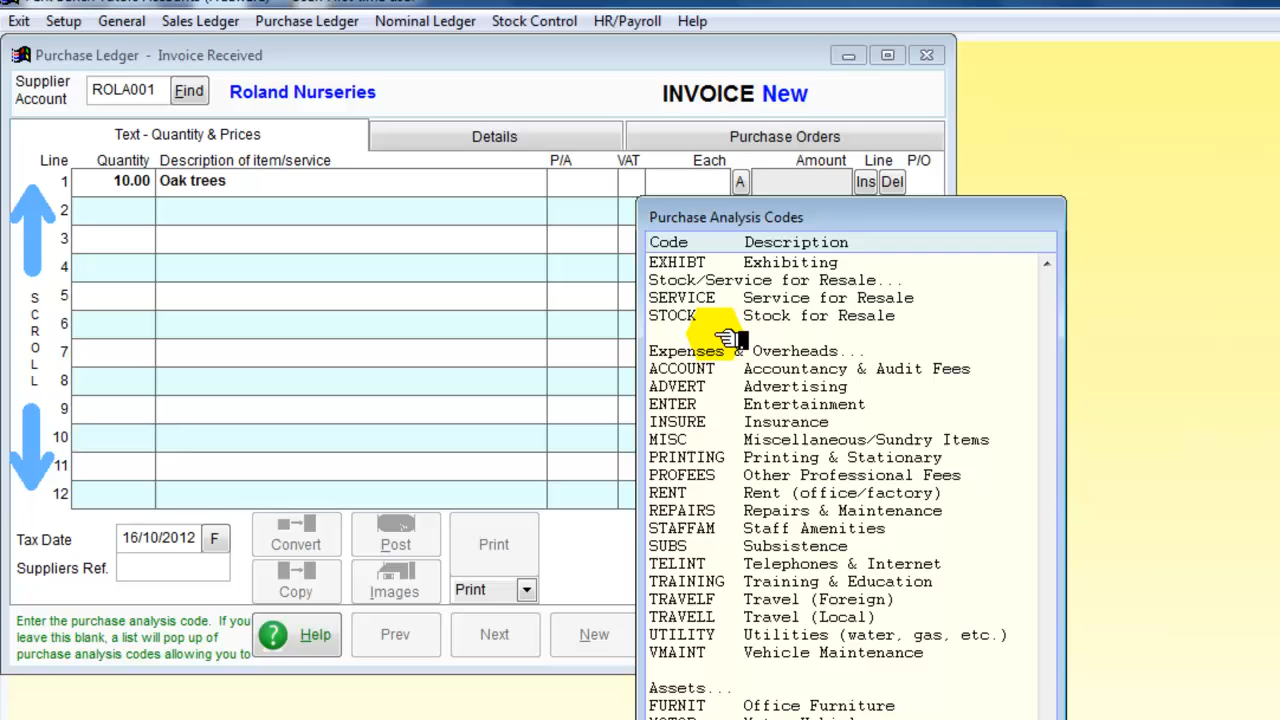 Exit Setup General Sales Ledger Purchase Ledger Nominal Ledger Stock Control HR/Payroll Help
Purchase Ledger - Invoice Received
Supplier Account ROLA001 Find Roland Nurseries INVOICE New
Text - Quantity & Prices Details Purchase Orders
Line Quantity Description of item/service P/A VAT Each Amount Line P/O
1 10.00 Oak trees A Ins Del
2
3
4
5
6
7
8
9
10
11
12
SCROLL
Purchase Analysis Codes
Code Description
EXHIBT Exhibiting
Stock/Service for Resale...
SERVICE Service for Resale
STOCK Stock for Resale
Expenses & Overheads...
ACCOUNT Accountancy & Audit Fees
ADVERT Advertising
ENTER Entertainment
INSURE Insurance
MISC Miscellaneous/Sundry Items
PRINTING Printing & Stationary
PROFEES Other Professional Fees
RENT Rent (office/factory)
REPAIRS Repairs & Maintenance
STAFFAM Staff Amenities
SUBS Subsistence
TELINT Telephones & Internet
TRAINING Training & Education
TRAVELF Travel (Foreign)
TRAVELL Travel (Local)
UTILITY Utilities (water, gas, etc.)
VMAINT Vehicle Maintenance
Assets...
FURNIT Office Furniture
Tax Date 16/10/2012 F
Suppliers Ref.
Convert Post Print
Copy Images Print
Enter the purchase analysis code. If you
leave this blank, a list will pop up of
purchase analysis codes allowing you to
Help Prev Next New